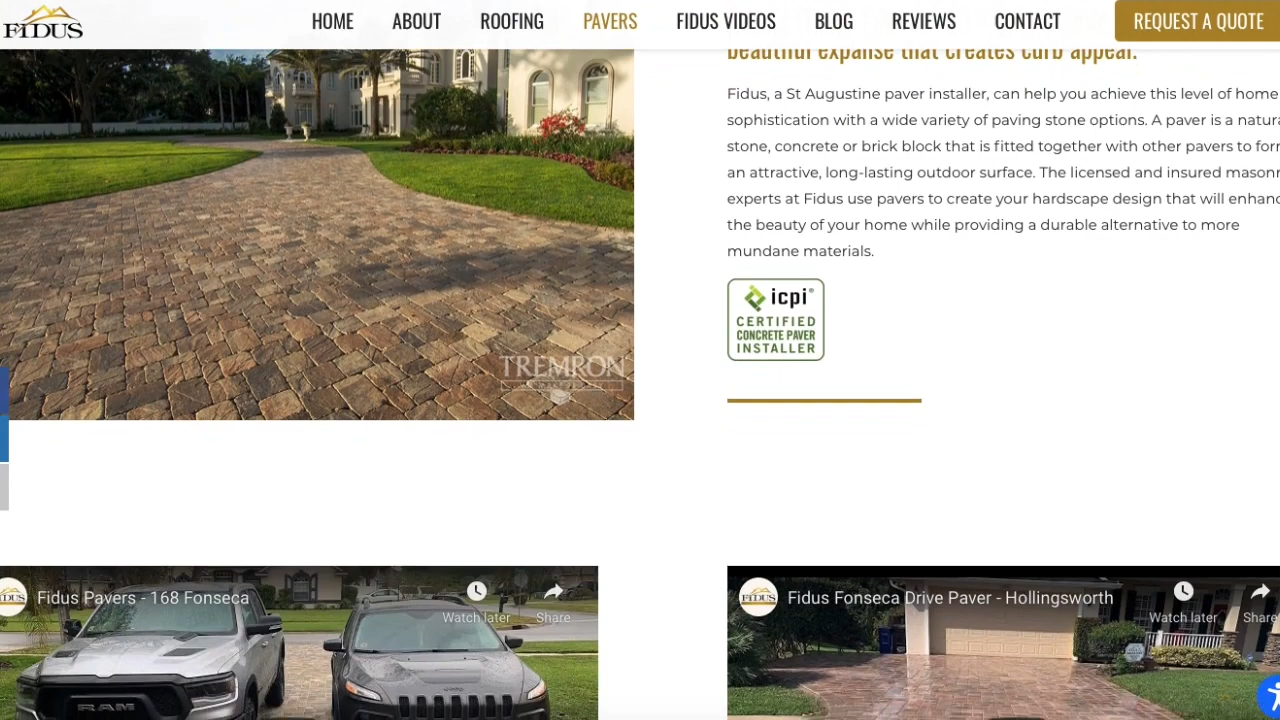 FIDUS
HOME ABOUT ROOFING PAVERS FIDUS VIDEOS BLOG REVIEWS CONTACT REQUEST A QUOTE
beautiful expanse that creates curb appeal.
Fidus, a St Augustine paver installer, can help you achieve this level of home
sophistication with a wide variety of paving stone options. A paver is a natura
stone, concrete or brick block that is fitted together with other pavers to for
an attractive, long-lasting outdoor surface. The licensed and insured masonr
experts at Fidus use pavers to create your hardscape design that will enhanc
the beauty of your home while providing a durable alternative to more
mundane materials.
icpi®
CERTIFIED
CONCRETE PAVER
INSTALLER
TREMRON
FIDUS
Fidus Pavers - 168 Fonseca
Watch later
Share
RAM
FIDUS
Fidus Fonseca Drive Paver - Hollingsworth
Watch later
Share